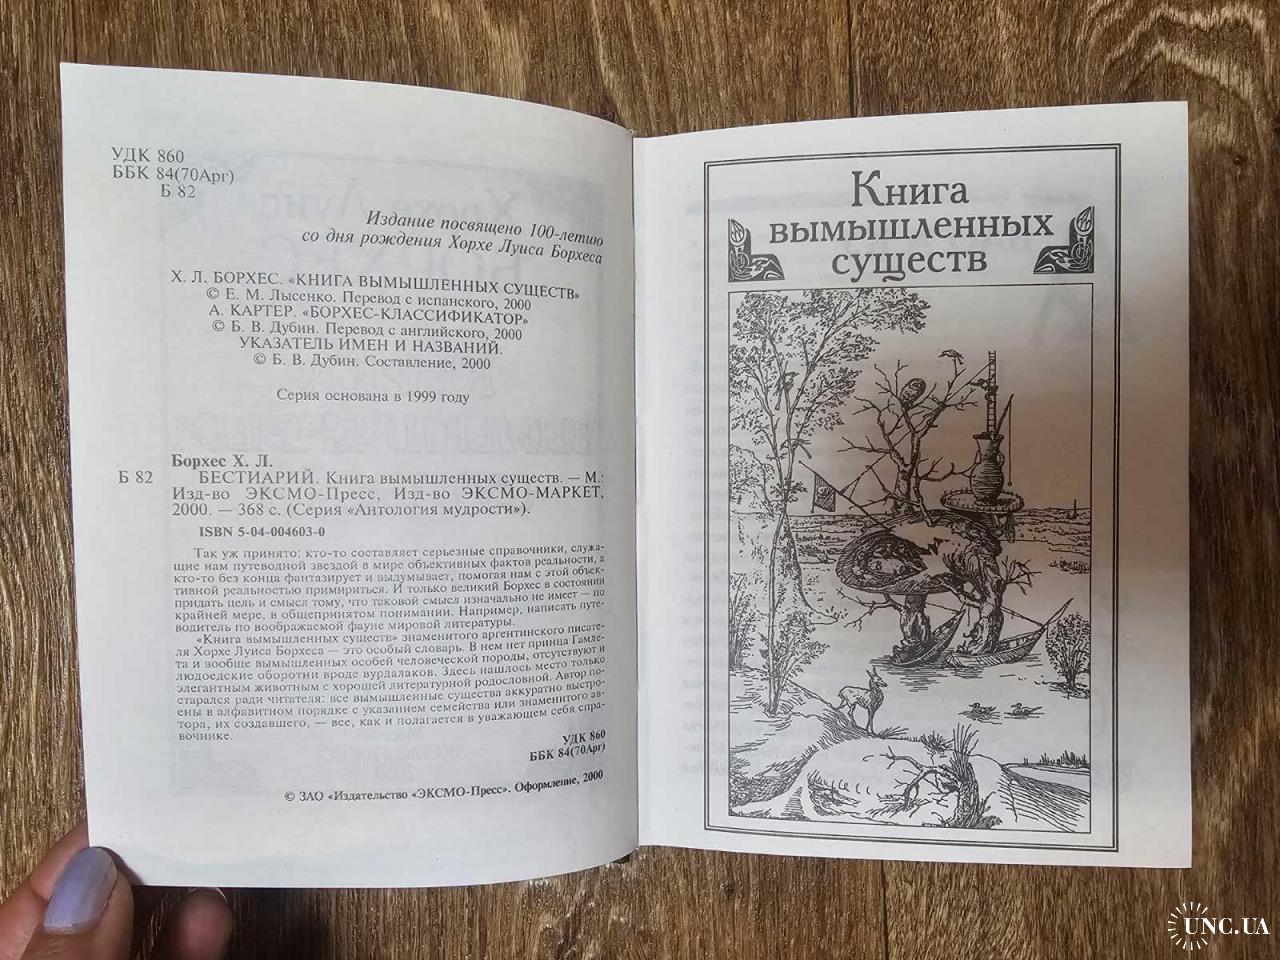 УДК 860
ББК 84(70Арг)
Б 82
Издание посвящено 100-летию
со дня рождения Хорхе Луиса Борхеса
Х. Л. БОРХЕС. «КНИГА ВЫМЫШЛЕННЫХ СУЩЕСТВ»
© Е. М. Лысенко. Перевод с испанского, 2000
А. КАРТЕР. «БОРХЕС-КЛАССИФИКАТОР»
© Б. В. Дубин. Перевод с английского, 2000
УКАЗАТЕЛЬ ИМЕН И НАЗВАНИЙ.
© Б. В. Дубин. Составление, 2000
Серия основана в 1999 году
Борхес Х. Л.
Б 82 БЕСТИАРИЙ. Книга вымышленных существ. — М.:
Изд-во ЭКСМО-Пресс, Изд-во ЭКСМО-МАРКЕТ,
2000. — 368 с. (Серия «Антология мудрости»).
ISBN 5-04-004603-0
Так уж принято: кто-то составляет серьезные справочники, служа-
щие нам путеводной звездой в мире объективных фактов реальности, а
кто-то без конца фантазирует и выдумывает, помогая нам с этой объек-
тивной реальностью примириться. И только великий Борхес в состоянии
придать цель и смысл тому, что таковой смысл изначально не имеет — по
крайней мере, в общепринятом понимании. Например, написать путе-
водитель по воображаемой фауне мировой литературы.
«Книга вымышленных существ» знаменитого аргентинского писате-
ля Хорхе Луиса Борхеса — это особый словарь. В нем нет принца Гамле-
та и вообще вымышленных особей человеческой породы, отсутствуют и
людоедские оборотни вроде вурдалаков. Здесь нашлось место только
элегантным животным с хорошей литературной родословной. Автор по-
старался ради читателя: все вымышленные существа аккуратно выстро-
ены в алфавитном порядке с указанием семейства или знаменитого ав-
тора, их создавшего, — все, как и полагается в уважающем себя спра-
вочнике.
УДК 860
ББК 84(70Арг)
© ЗАО «Издательство «ЭКСМО-Пресс». Оформление, 2000
Книга
вымышленных
существ
UNC.UA